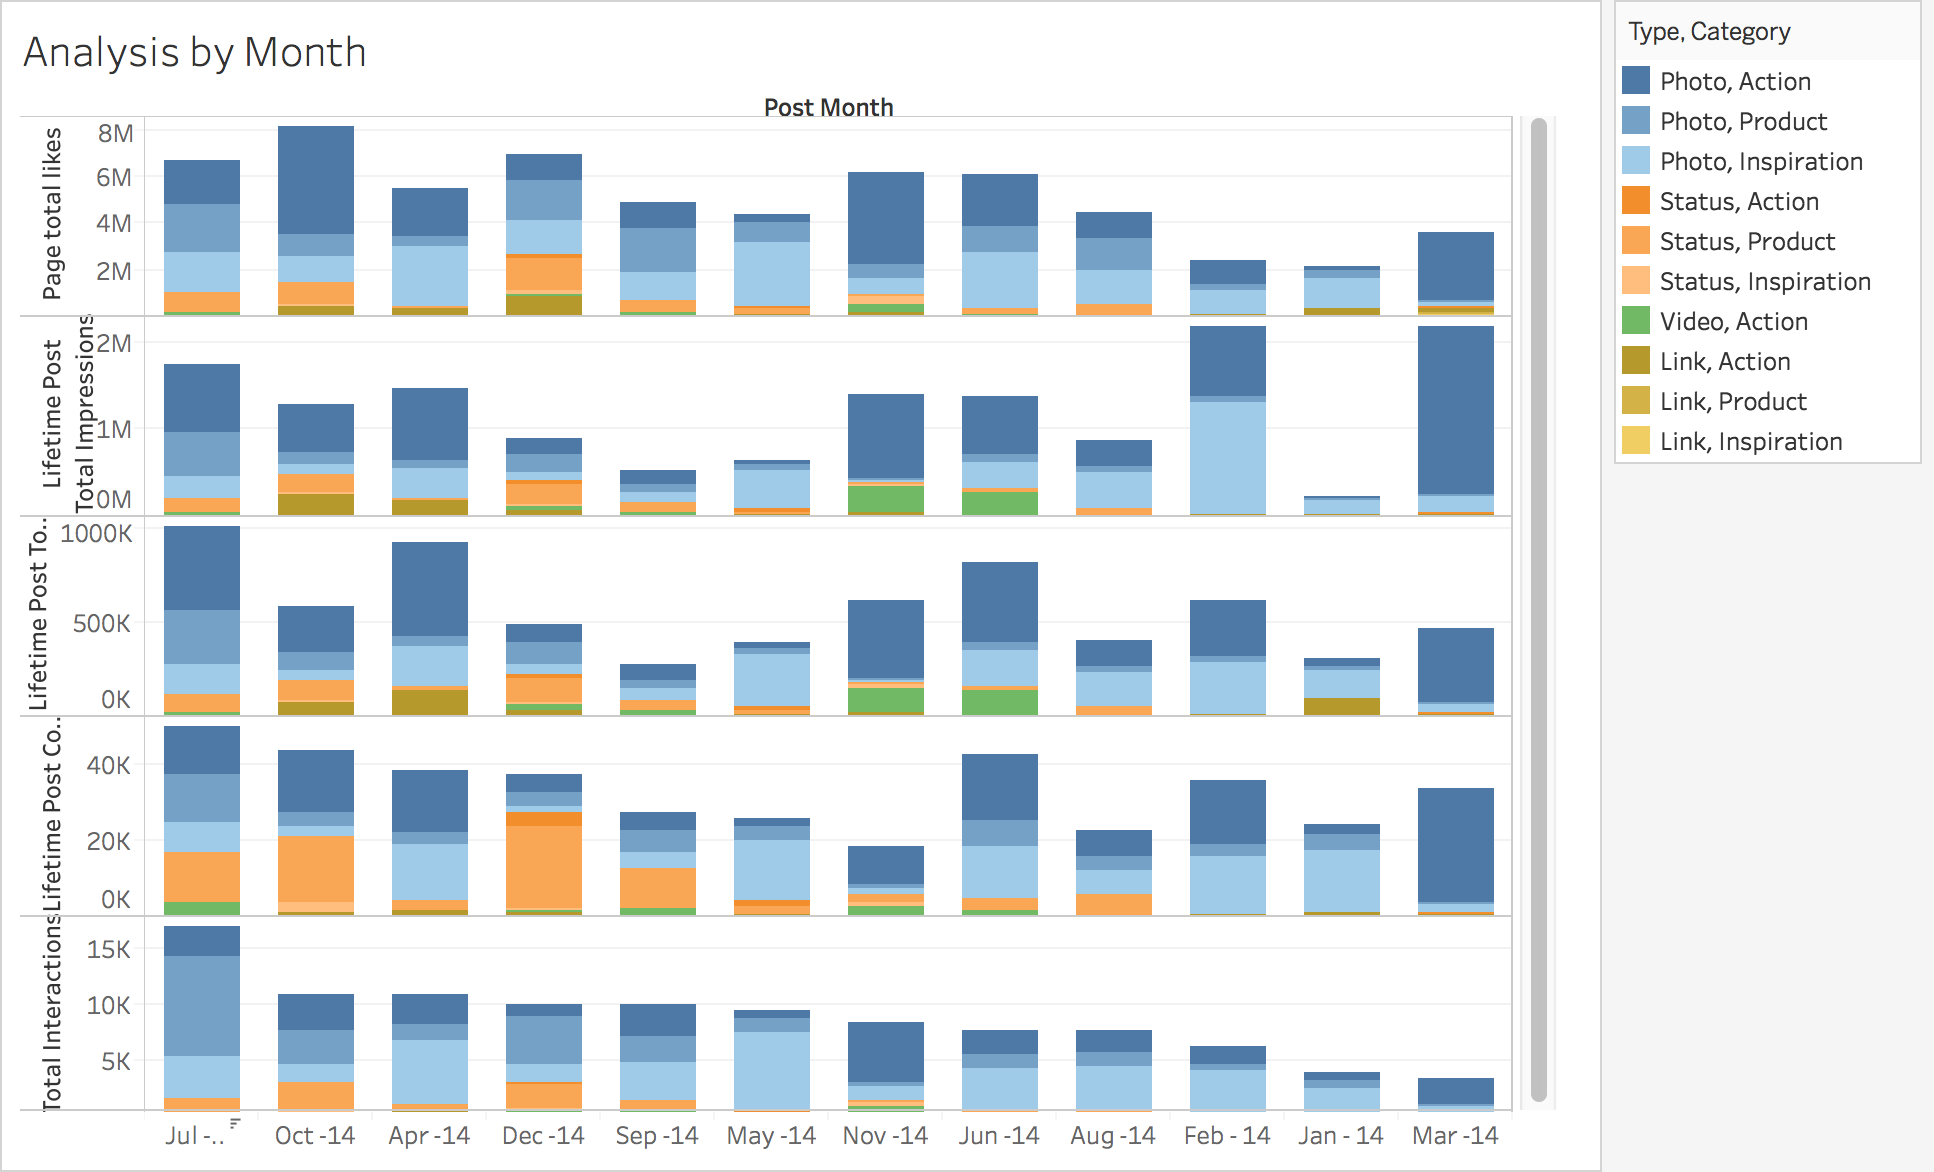 Analysis by Month
Post Month
Page total likes
8M
6M
4M
2M
Lifetime Post
Total Impressions
2M
1M
0M
Lifetime Post To..
1000K
500K
0K
Lifetime Post Co..
40K
20K
0K
Total Interactions
15K
10K
5K
Jul -.. Oct -14 Apr -14 Dec -14 Sep -14 May -14 Nov -14 Jun -14 Aug -14 Feb - 14 Jan - 14 Mar -14
Type, Category
Photo, Action
Photo, Product
Photo, Inspiration
Status, Action
Status, Product
Status, Inspiration
Video, Action
Link, Action
Link, Product
Link, Inspiration